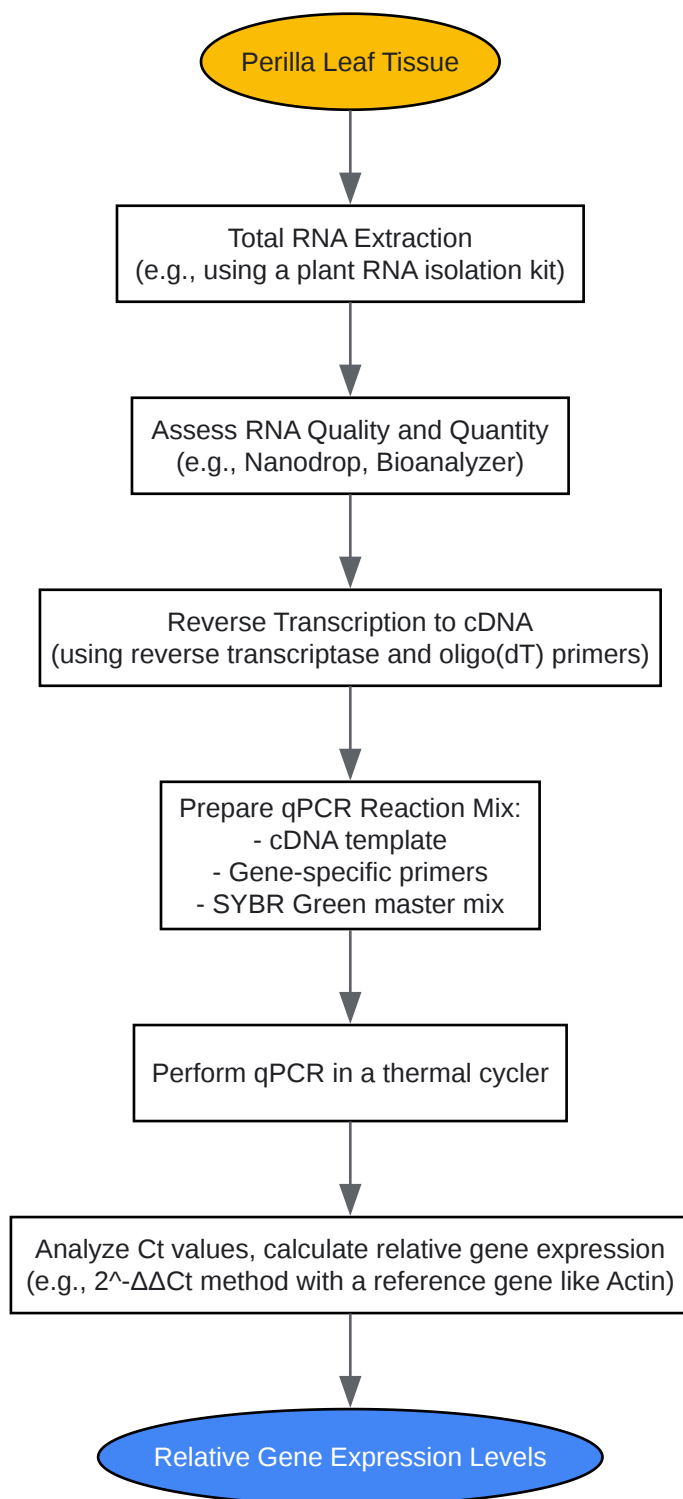 Perilla Leaf Tissue
Total RNA Extraction
(e.g., using a plant RNA isolation kit)
Assess RNA Quality and Quantity
(e.g., Nanodrop, Bioanalyzer)
Reverse Transcription to cDNA
(using reverse transcriptase and oligo(dT) primers)
Prepare qPCR Reaction Mix:
- cDNA template
- Gene-specific primers
- SYBR Green master mix
Perform qPCR in a thermal cycler
Analyze Ct values, calculate relative gene expression
(e.g., 2^-ΔΔCt method with a reference gene like Actin)
Relative Gene Expression Levels